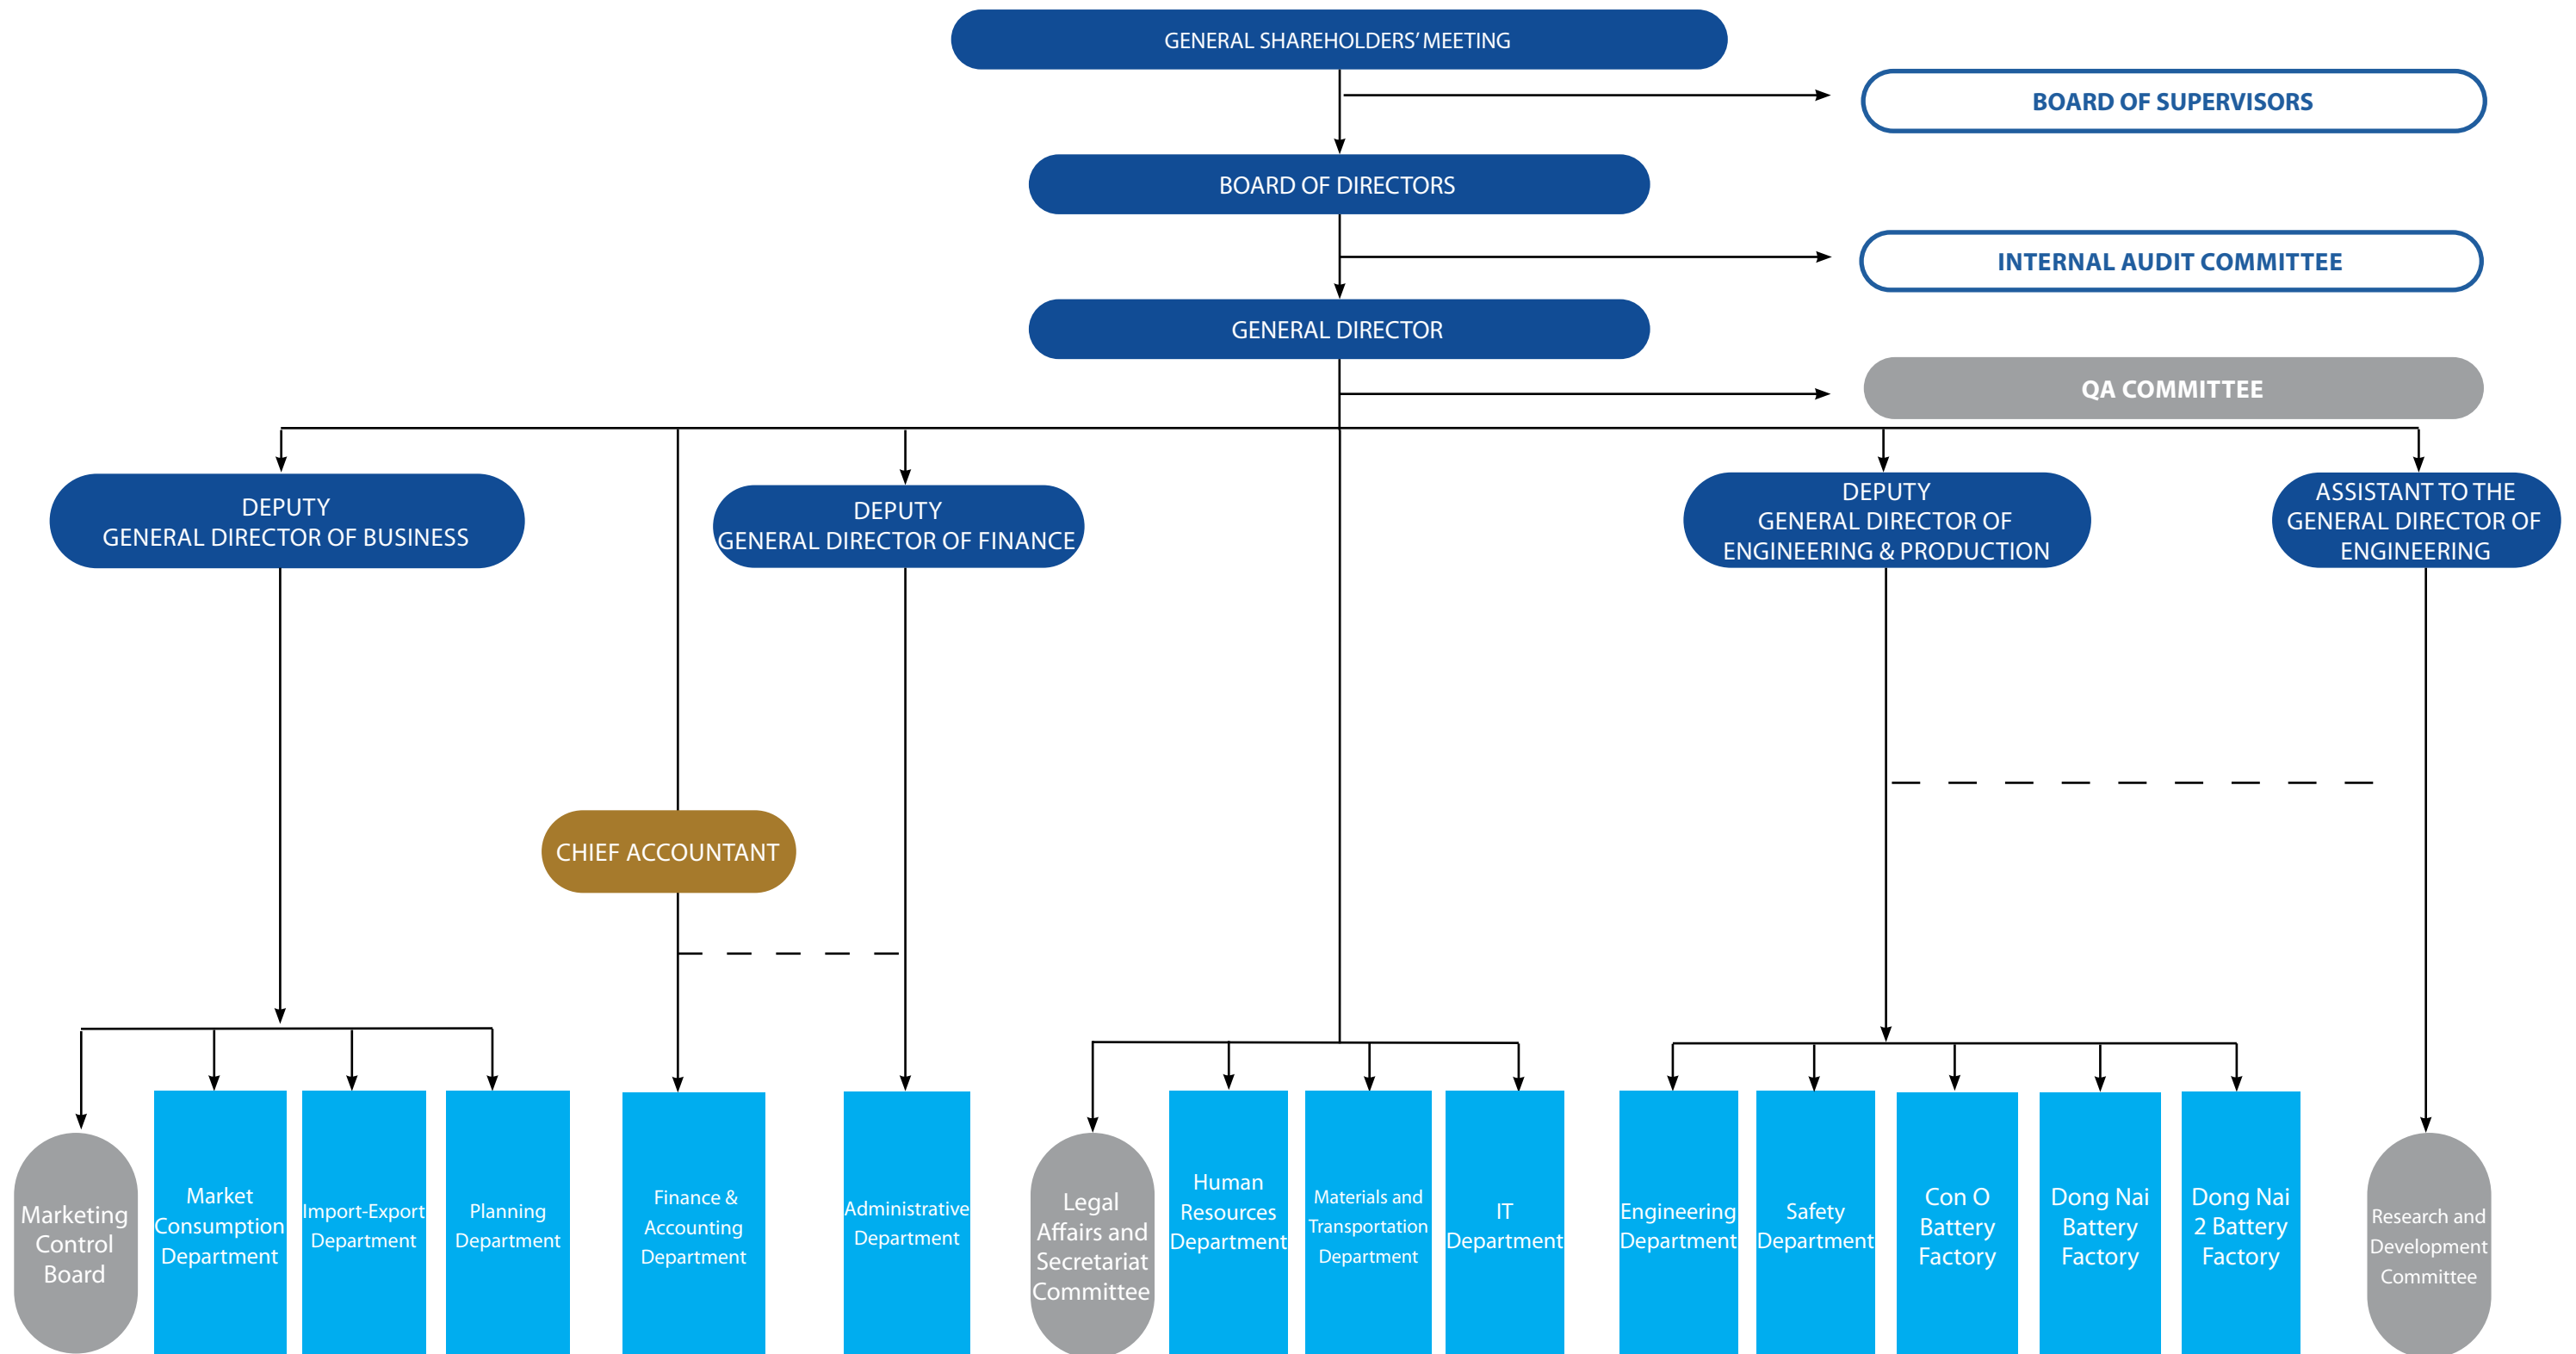 GENERAL SHAREHOLDERS’ MEETING
BOARD OF SUPERVISORS
BOARD OF DIRECTORS
INTERNAL AUDIT COMMITTEE
GENERAL DIRECTOR
QA COMMITTEE
DEPUTY
GENERAL DIRECTOR OF BUSINESS
DEPUTY
GENERAL DIRECTOR OF FINANCE
DEPUTY
GENERAL DIRECTOR OF
ENGINEERING & PRODUCTION
ASSISTANT TO THE
GENERAL DIRECTOR OF
ENGINEERING
CHIEF ACCOUNTANT
Marketing
Control
Board
Market
Consumption
Department
Import-Export
Department
Planning
Department
Finance &
Accounting
Department
Administrative
Department
Legal
Affairs and
Secretariat
Committee
Human
Resources
Department
Materials and
Transportation
Department
IT
Department
Engineering
Department
Safety
Department
Con O
Battery
Factory
Dong Nai
Battery
Factory
Dong Nai
2 Battery
Factory
Research and
Development
Committee